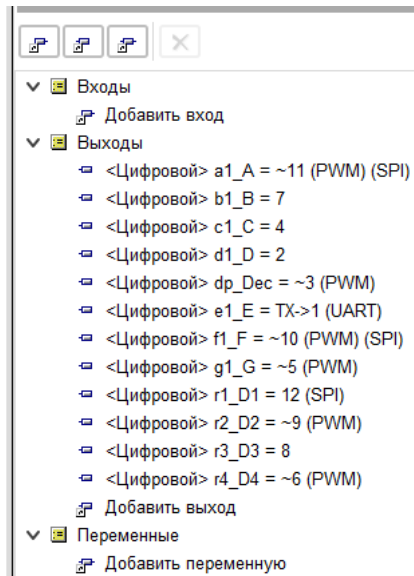 Входы
Добавить вход
Выходы
<Цифровой> a1_A = ~11 (PWM) (SPI)
<Цифровой> b1_B = 7
<Цифровой> c1_C = 4
<Цифровой> d1_D = 2
<Цифровой> dp_Dec = ~3 (PWM)
<Цифровой> e1_E = TX->1 (UART)
<Цифровой> f1_F = ~10 (PWM) (SPI)
<Цифровой> g1_G = ~5 (PWM)
<Цифровой> r1_D1 = 12 (SPI)
<Цифровой> r2_D2 = ~9 (PWM)
<Цифровой> r3_D3 = 8
<Цифровой> r4_D4 = ~6 (PWM)
Добавить выход
Переменные
Добавить переменную